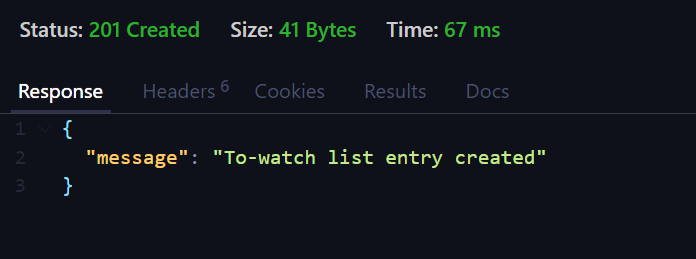 Status: 201 Created Size: 41 Bytes Time: 67 ms
Response Headers 6 Cookies Results Docs
1 {
2 "message": "To-watch list entry created"
3 }